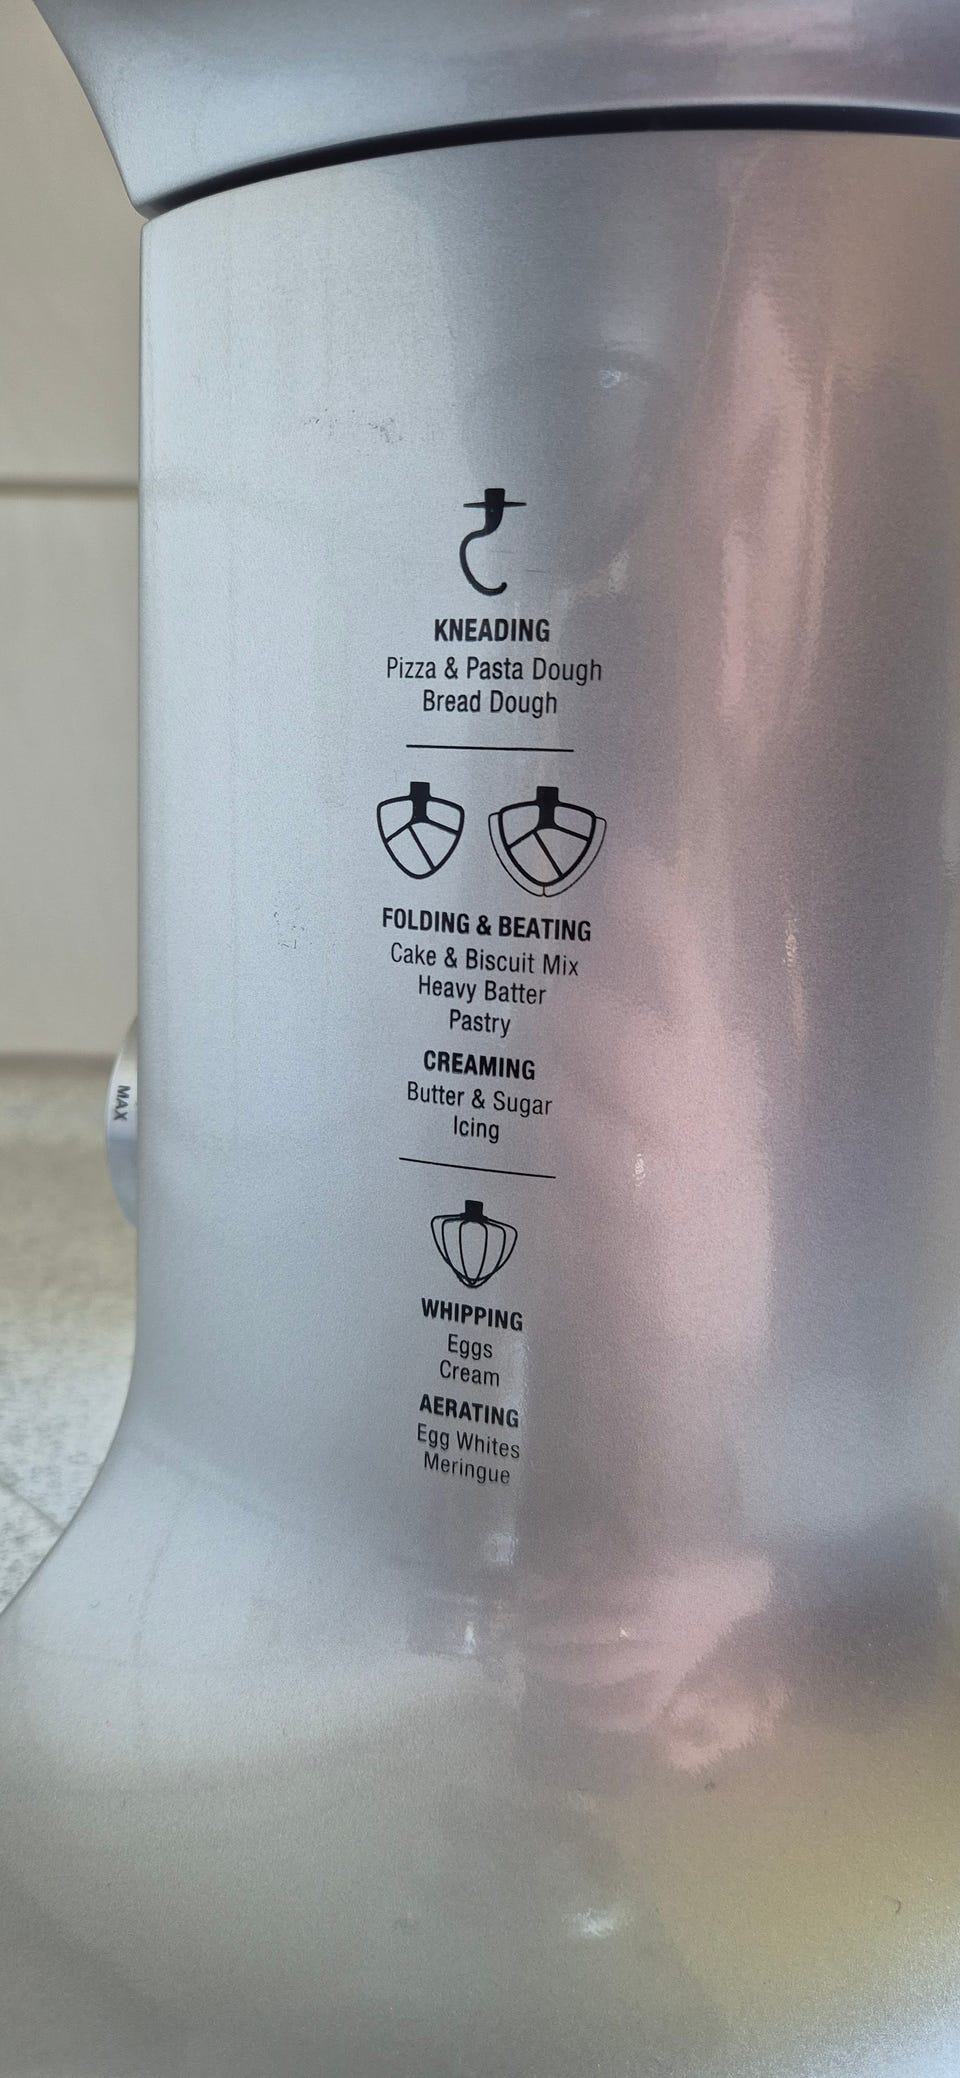 KNEADING
Pizza & Pasta Dough
Bread Dough
FOLDING & BEATING
Cake & Biscuit Mix
Heavy Batter
Pastry
CREAMING
Butter & Sugar
Icing
MAX
WHIPPING
Eggs
Cream
AERATING
Egg Whites
Meringue